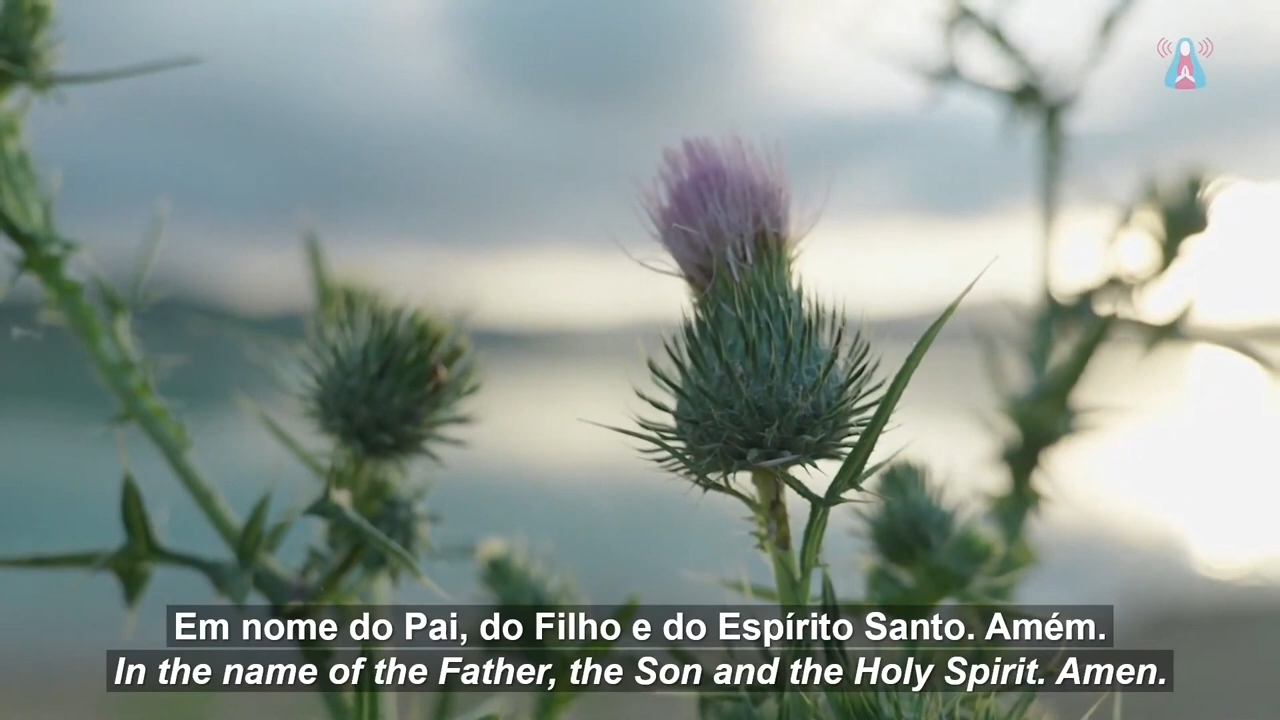 Em nome do Pai, do Filho e do Espírito Santo. Amém.
In the name of the Father, the Son and the Holy Spirit. Amen.